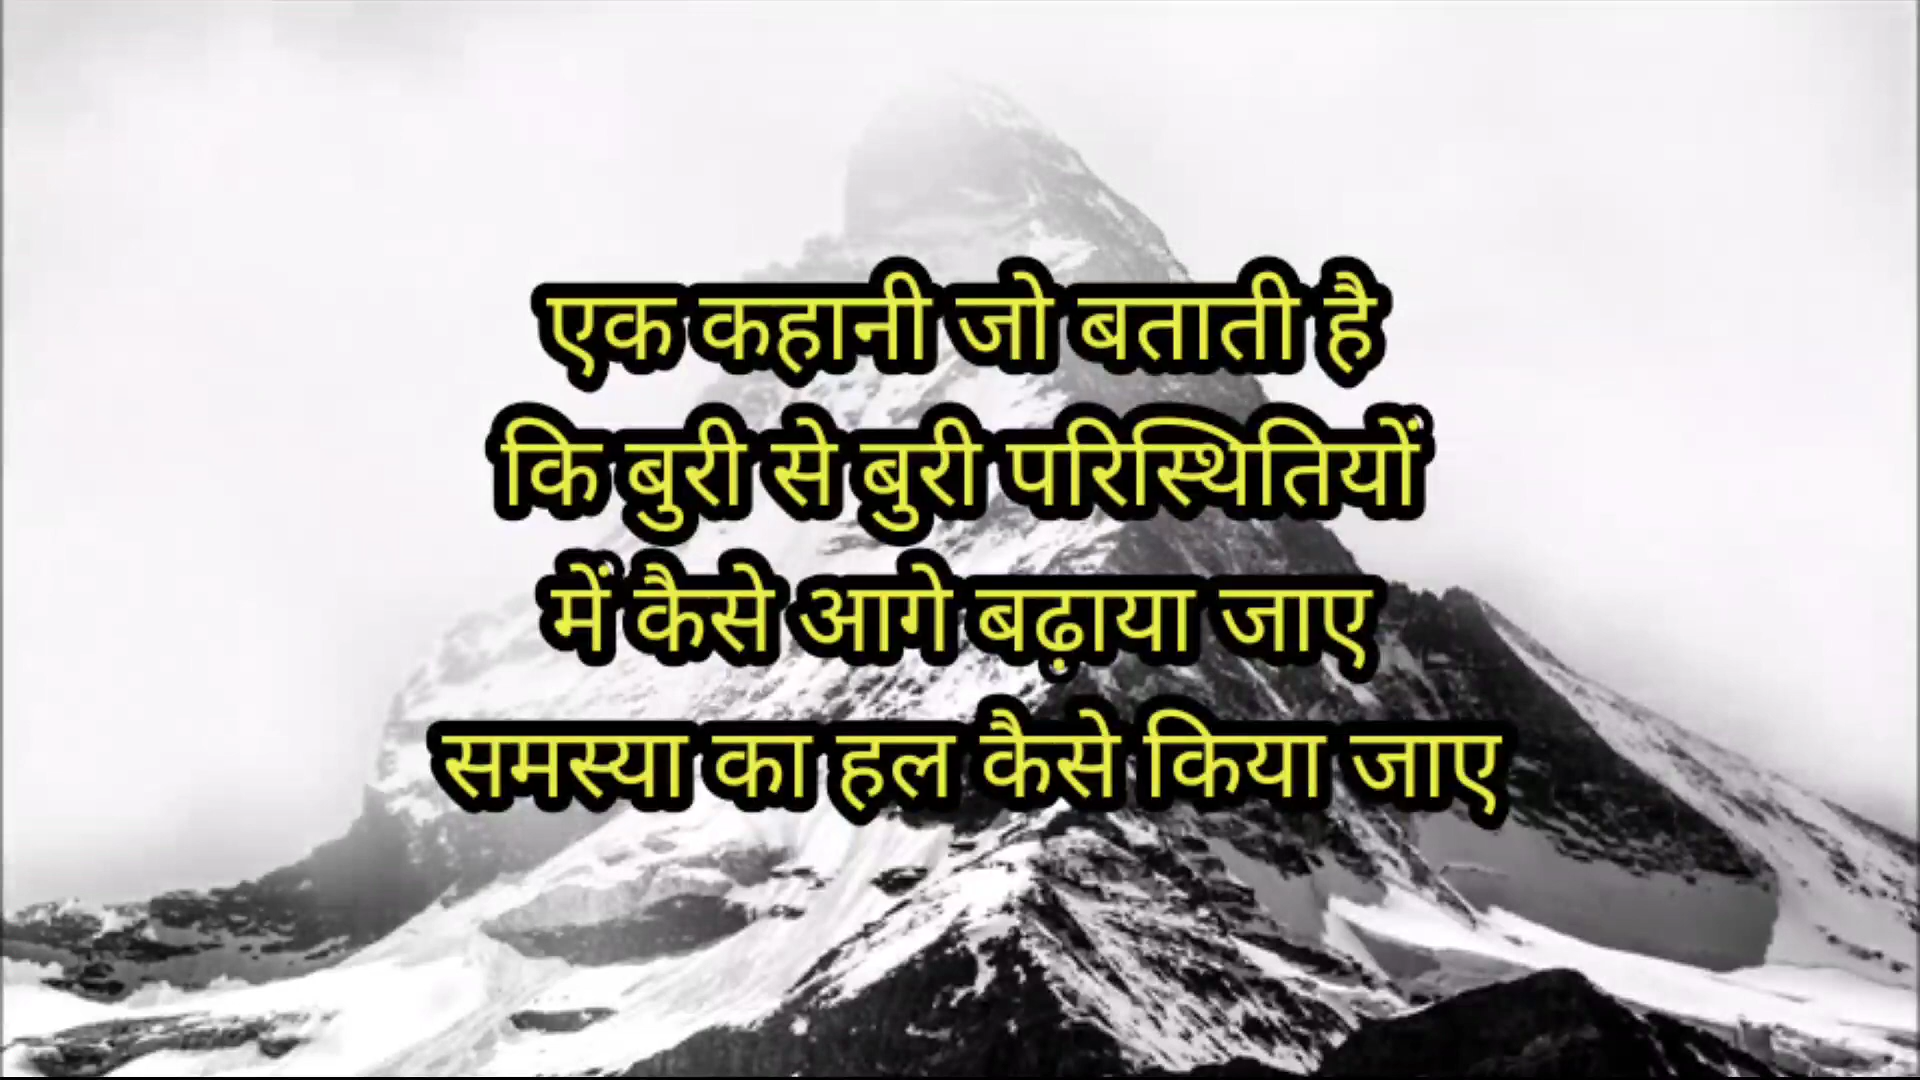 एक कहानी जो बताती है
कि बुरी से बुरी परिस्थितियों
में कैसे आगे बढ़ाया जाए
समस्या का हल कैसे किया जाए